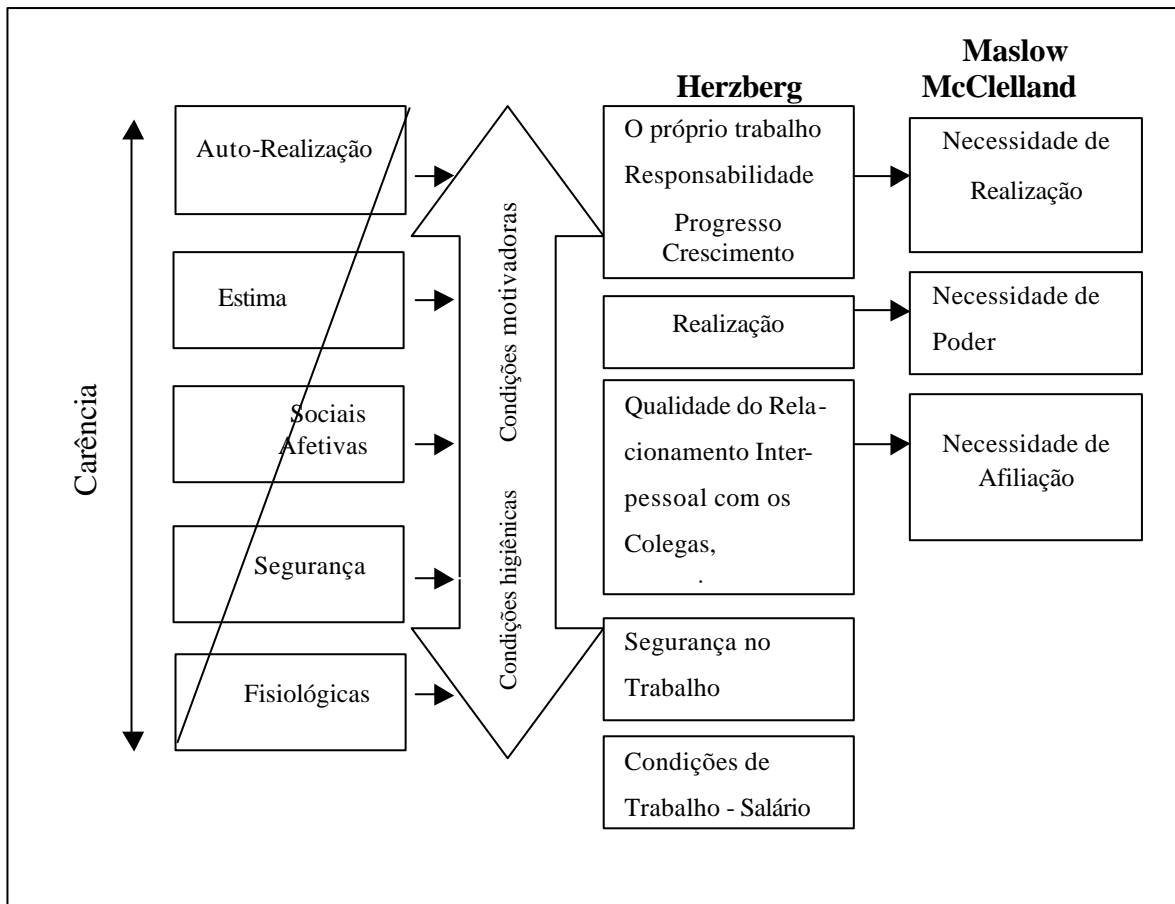 Maslow
McClelland
Herzberg
Carência
Auto-Realização
Estima
Sociais
Afetivas
Segurança
Fisiológicas
Condições motivadoras
Condições higiênicas
O próprio trabalho
Responsabilidade
Progresso
Crescimento
Realização
Qualidade do Rela-
cionamento Inter-
pessoal com os
Colegas,
.
Segurança no
Trabalho
Condições de
Trabalho - Salário
Necessidade de
Realização
Necessidade de
Poder
Necessidade de
Afiliação